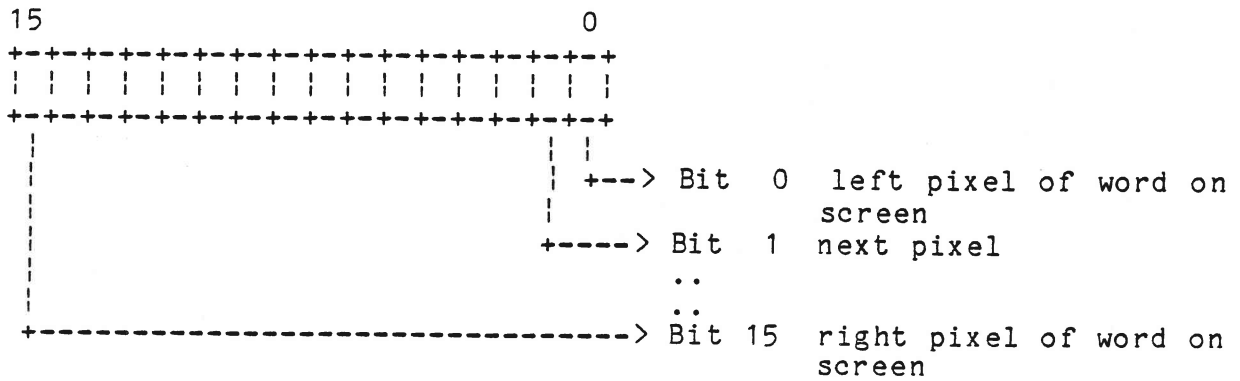 15 0
+-+-+-+-+-+-+-+-+-+-+-+-+-+-+-+-+
¦ ¦ ¦ ¦ ¦ ¦ ¦ ¦ ¦ ¦ ¦ ¦ ¦ ¦ ¦ ¦ ¦
+-+-+-+-+-+-+-+-+-+-+-+-+-+-+-+-+
+--> Bit 0 left pixel of word on
screen
+----> Bit 1 next pixel
..
..
+--------------------------------> Bit 15 right pixel of word on
screen